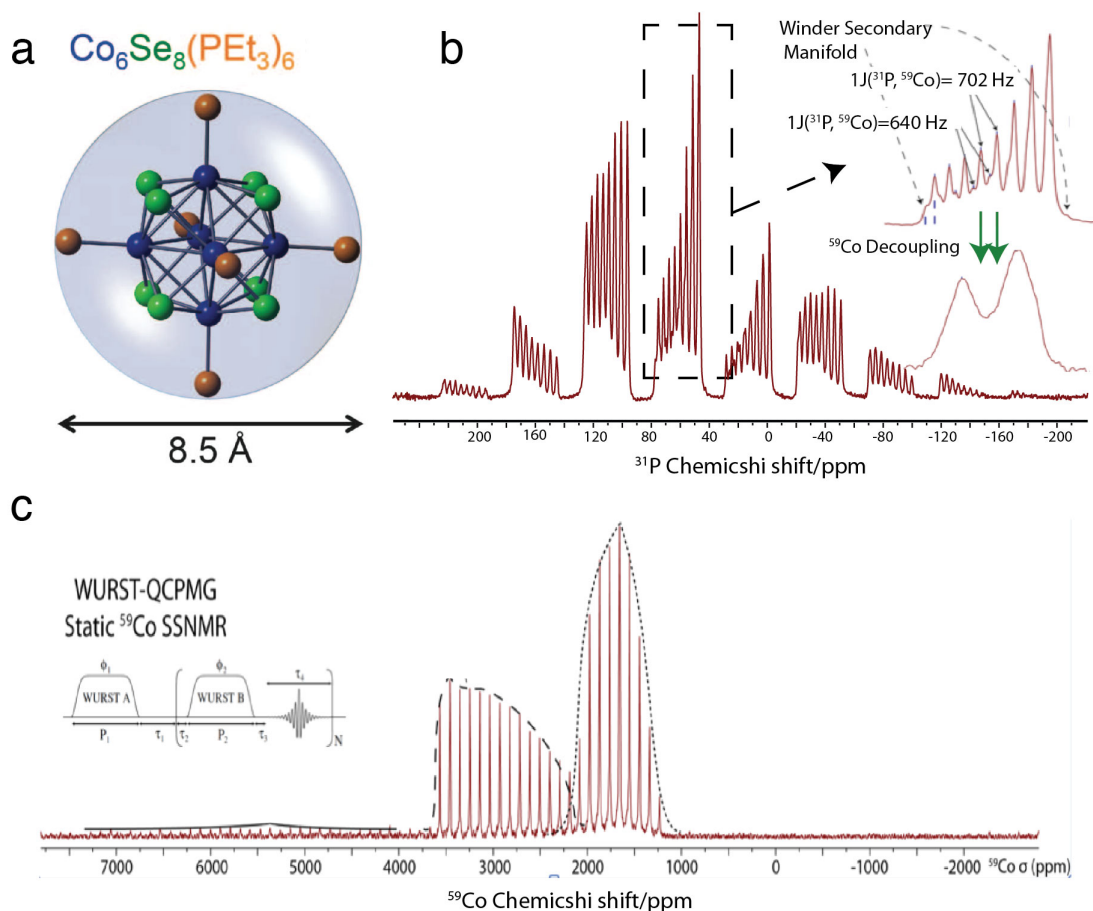 a
Co₆Se₈(PEt₃)₆
8.5 Å
b
Winder Secondary
Manifold
1J(³¹P, ⁵⁹Co)= 702 Hz
1J(³¹P, ⁵⁹Co)=640 Hz
⁵⁹Co Decoupling
200 160 120 80 40 0 -40 -80 -120 -160 -200
³¹P Chemicshi shift/ppm
c
WURST-QCPMG
Static ⁵⁹Co SSNMR
ϕ₁ ϕ₂ τ₄
WURST A WURST B
P₁ τ₁ τ₂ P₂ τ₃ N
7000 6000 5000 4000 3000 2000 1000 0 -1000 -2000 ⁵⁹Co σ (ppm)
⁵⁹Co Chemicshi shift/ppm